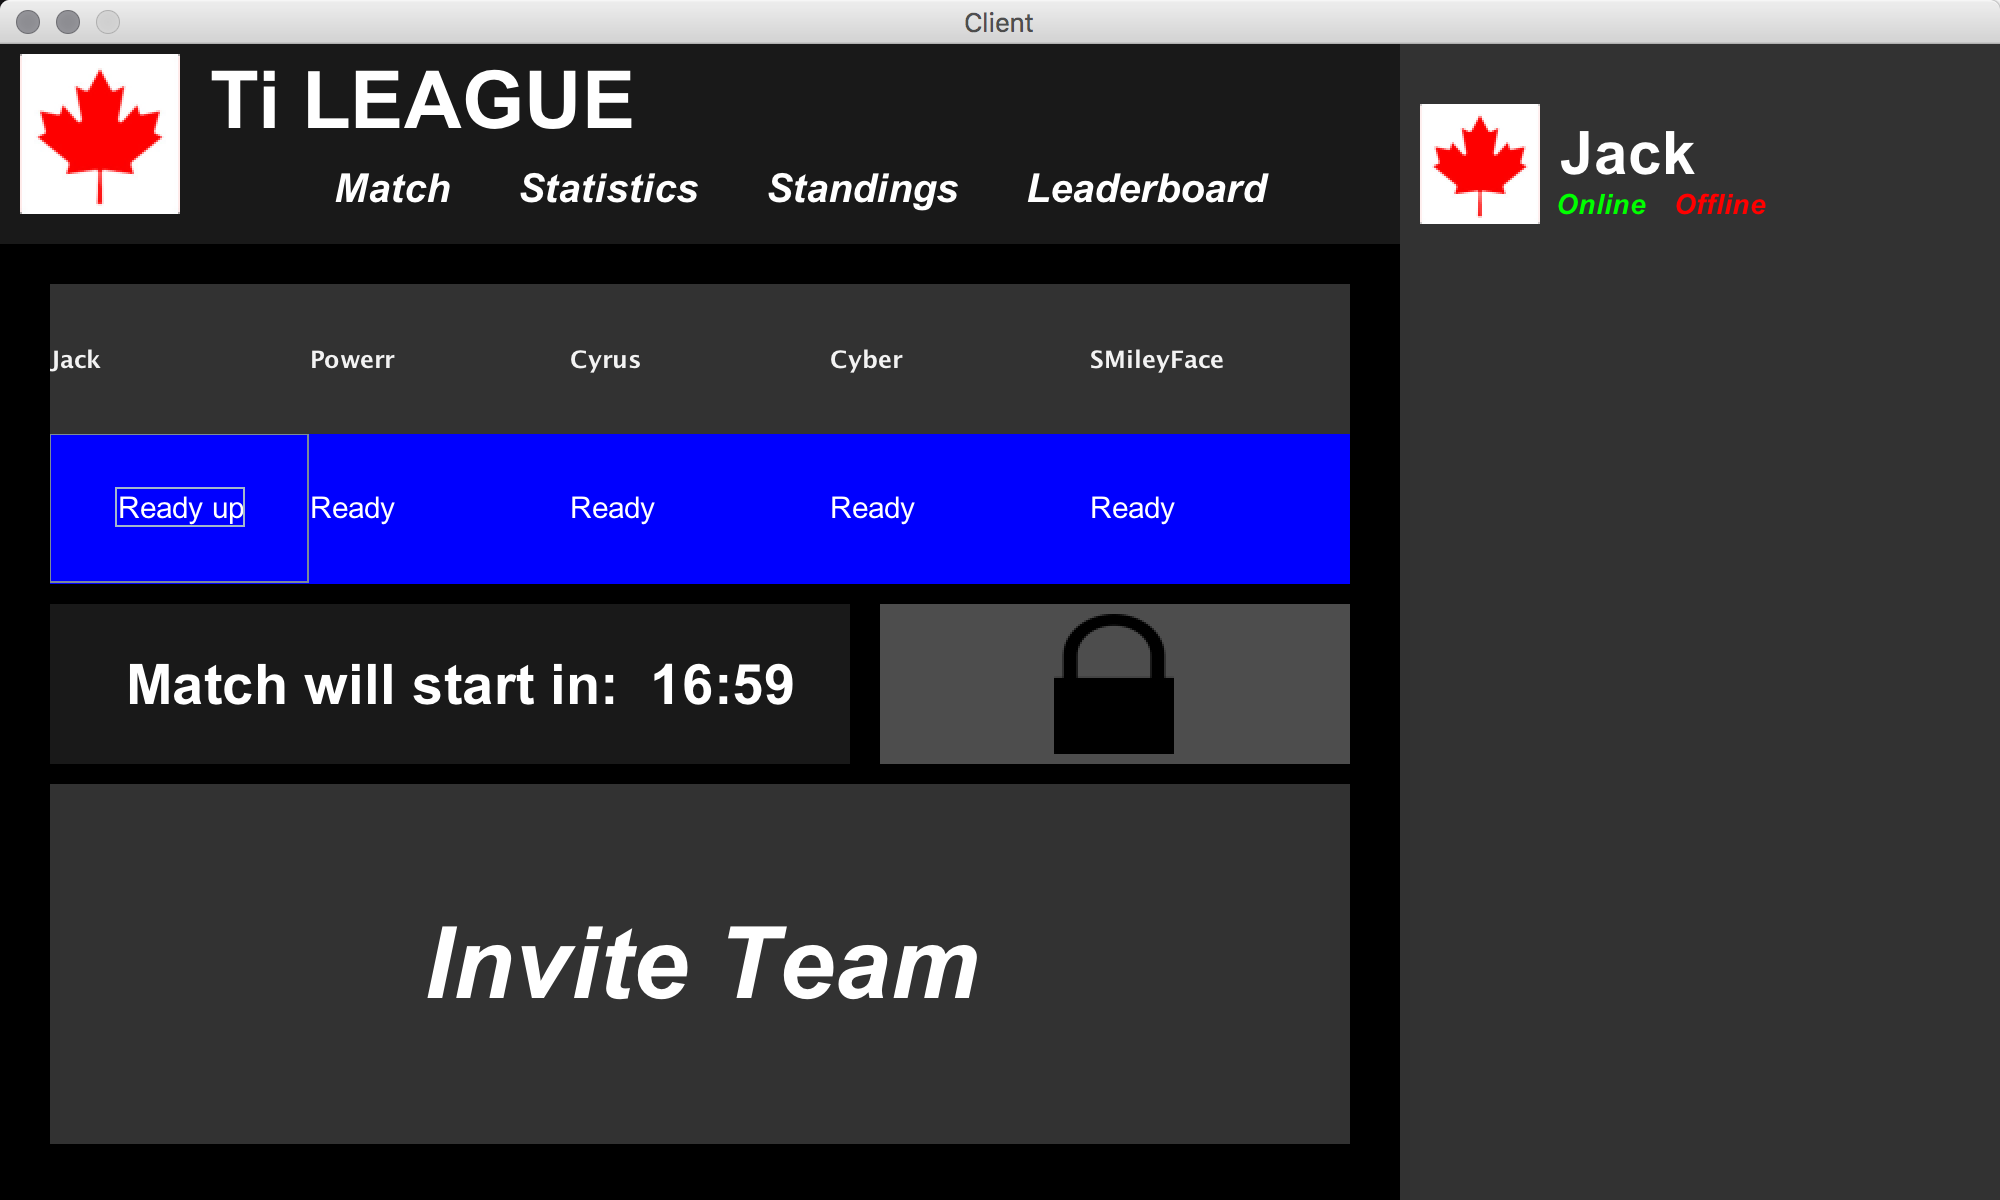 Client
Ti LEAGUE
Match Statistics Standings Leaderboard
Jack
Online Offline
Jack Powerr Cyrus Cyber SMileyFace
Ready up Ready Ready Ready Ready
Match will start in: 16:59
Invite Team